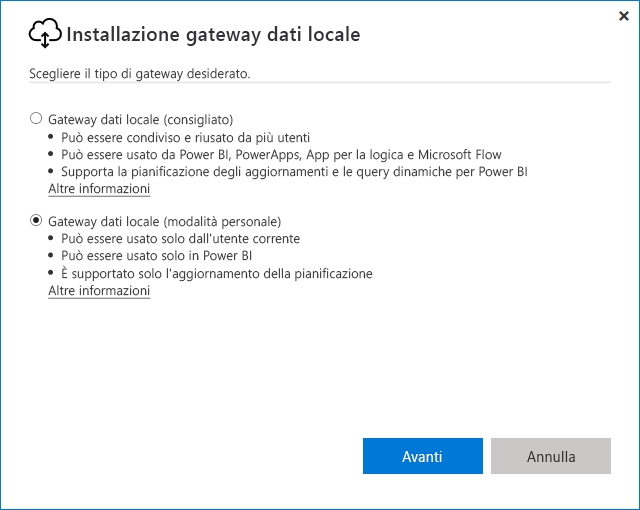 Installazione gateway dati locale
Scegliere il tipo di gateway desiderato.
Gateway dati locale (consigliato)
• Può essere condiviso e riusato da più utenti
• Può essere usato da Power BI, PowerApps, App per la logica e Microsoft Flow
• Supporta la pianificazione degli aggiornamenti e le query dinamiche per Power BI
Altre informazioni
Gateway dati locale (modalità personale)
• Può essere usato solo dall'utente corrente
• Può essere usato solo in Power BI
• È supportato solo l'aggiornamento della pianificazione
Altre informazioni
Avanti
Annulla